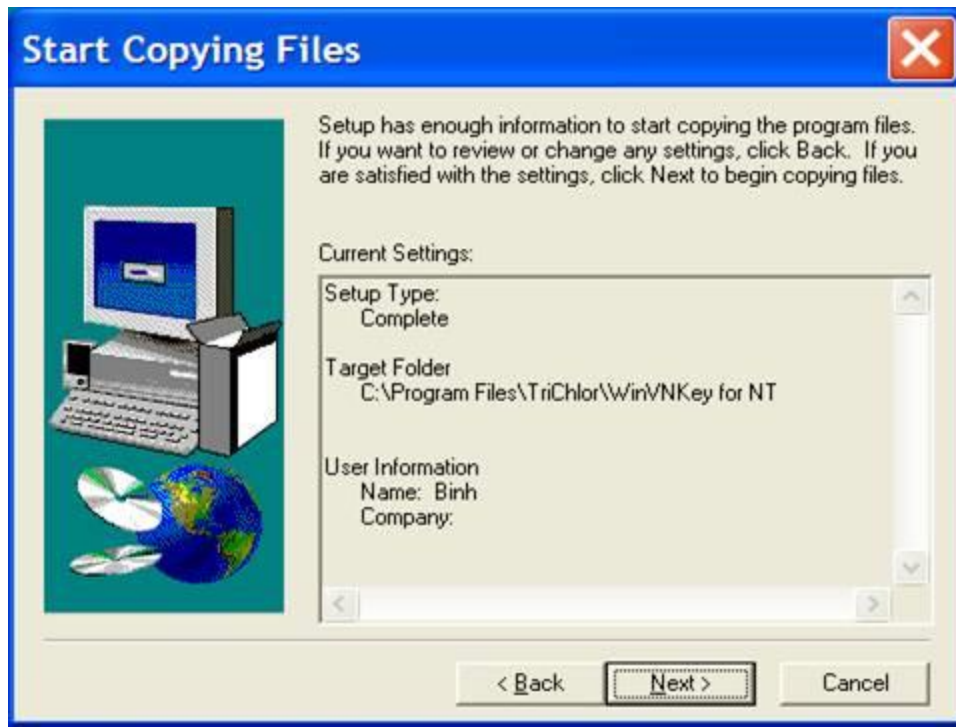 Start Copying Files
Setup has enough information to start copying the program files.
If you want to review or change any settings, click Back.  If you
are satisfied with the settings, click Next to begin copying files.
Current Settings:
Setup Type:
Complete
Target Folder
C:\Program Files\TriChlor\WinVNKey for NT
User Information
Name:  Binh
Company:
< Back
Next >
Cancel